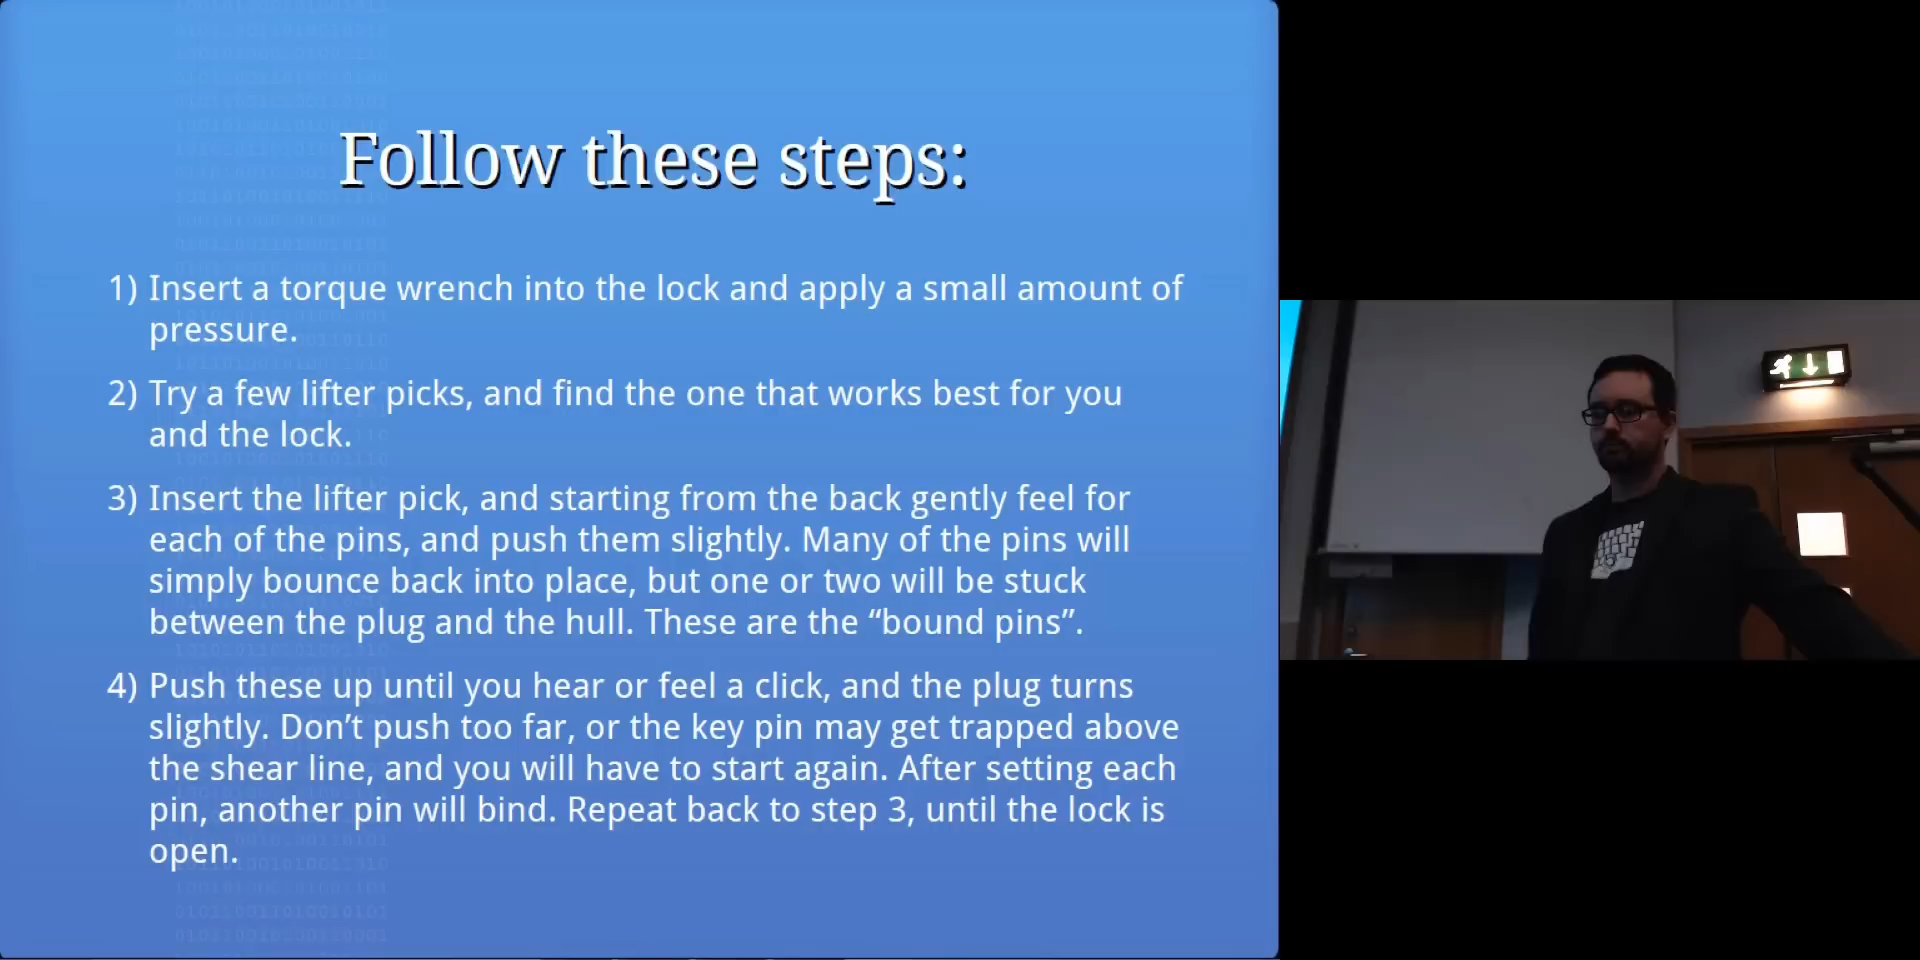 Follow these steps:
1) Insert a torque wrench into the lock and apply a small amount of
pressure.
2) Try a few lifter picks, and find the one that works best for you
and the lock.
3) Insert the lifter pick, and starting from the back gently feel for
each of the pins, and push them slightly. Many of the pins will
simply bounce back into place, but one or two will be stuck
between the plug and the hull. These are the “bound pins”.
4) Push these up until you hear or feel a click, and the plug turns
slightly. Don’t push too far, or the key pin may get trapped above
the shear line, and you will have to start again. After setting each
pin, another pin will bind. Repeat back to step 3, until the lock is
open.